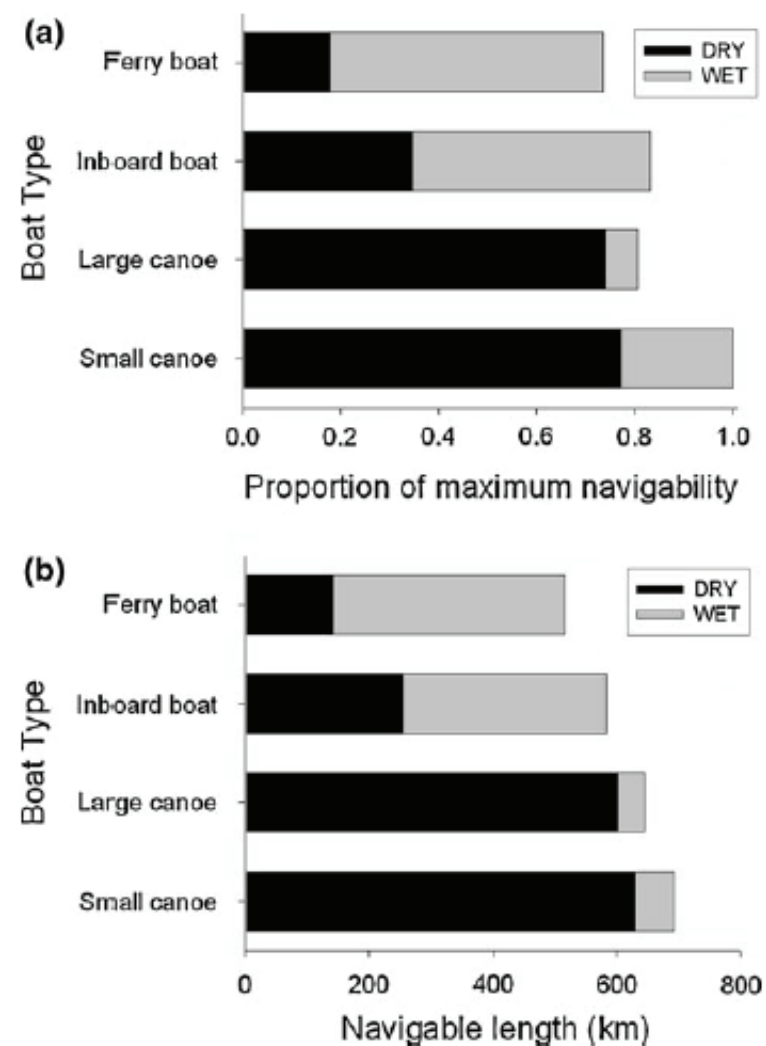 (a)
Boat Type
Ferry boat
Inboard boat
Large canoe
Small canoe
DRY
WET
0.0 0.2 0.4 0.6 0.8 1.0
Proportion of maximum navigability
(b)
Boat Type
Ferry boat
Inboard boat
Large canoe
Small canoe
DRY
WET
0 200 400 600 800
Navigable length (km)